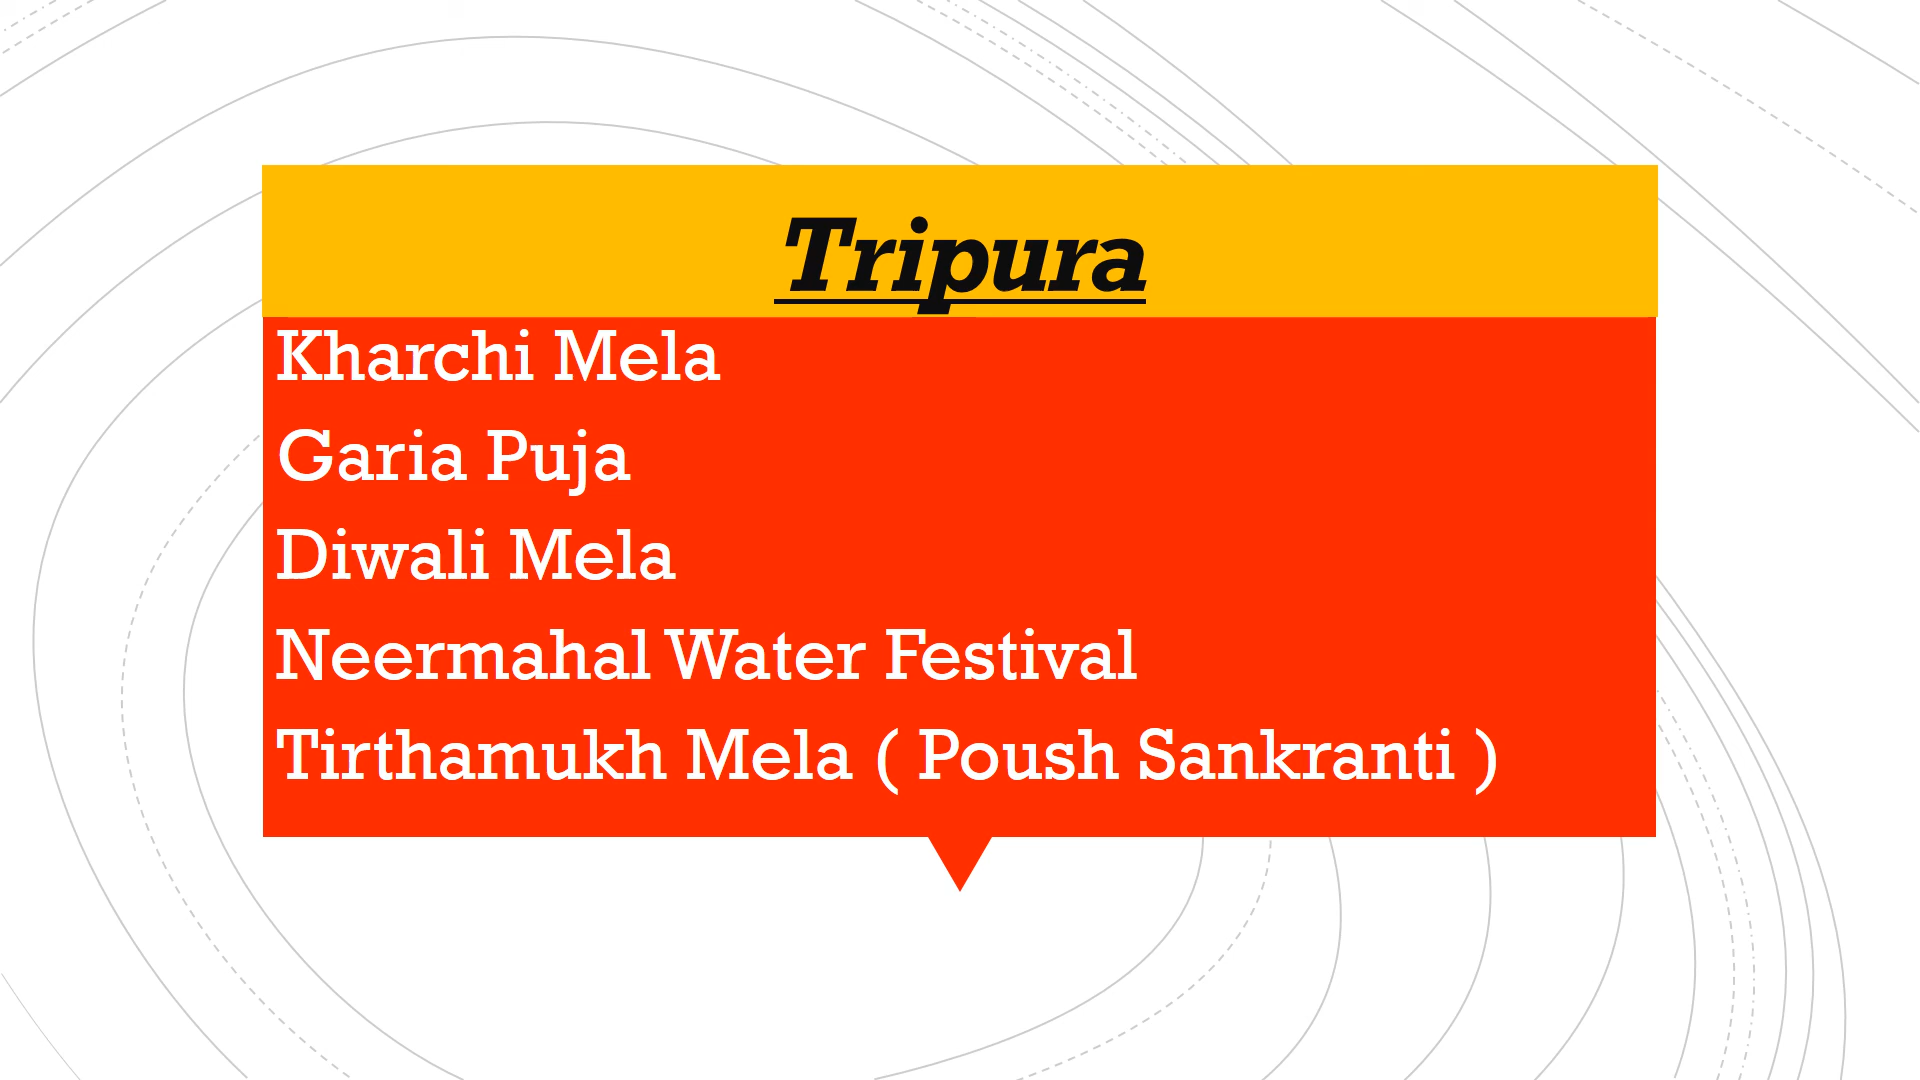 Tripura
Kharchi Mela
Garia Puja
Diwali Mela
Neermahal Water Festival
Tirthamukh Mela ( Poush Sankranti )